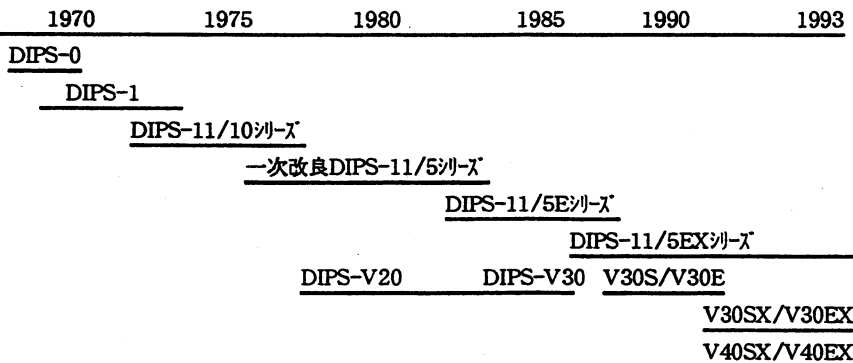 1970 1975 1980 1985 1990 1993
DIPS-0
DIPS-1
DIPS-11/10ｼﾘｰｽﾞ
一次改良DIPS-11/5ｼﾘｰｽﾞ
DIPS-11/5Eｼﾘｰｽﾞ
DIPS-11/5EXｼﾘｰｽﾞ
DIPS-V20 DIPS-V30 V30S/V30E
V30SX/V30EX
V40SX/V40EX